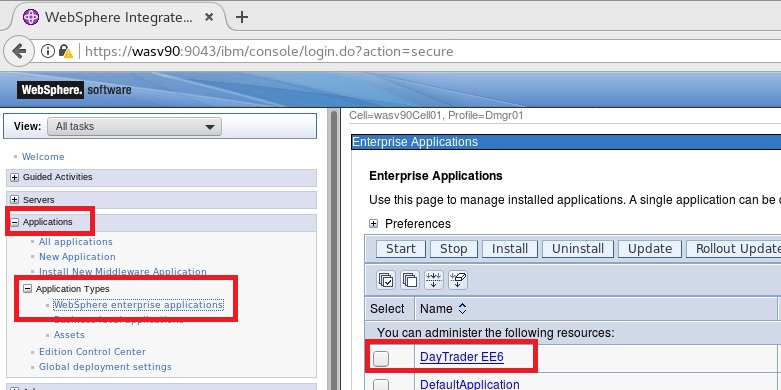 WebSphere Integrate...
https://wasv90:9043/ibm/console/login.do?action=secure
WebSphere. software
View: All tasks
Welcome
Guided Activities
Servers
Applications
All applications
New Application
Install New Middleware Application
Application Types
WebSphere enterprise applications
Business-level applications
Assets
Edition Control Center
Global deployment settings
Cell=wasv90Cell01, Profile=Dmgr01
Enterprise Applications
Enterprise Applications
Use this page to manage installed applications. A single application can be
Preferences
Start Stop Install Uninstall Update Rollout Update
Select Name
You can administer the following resources:
DayTrader EE6
DefaultApplication